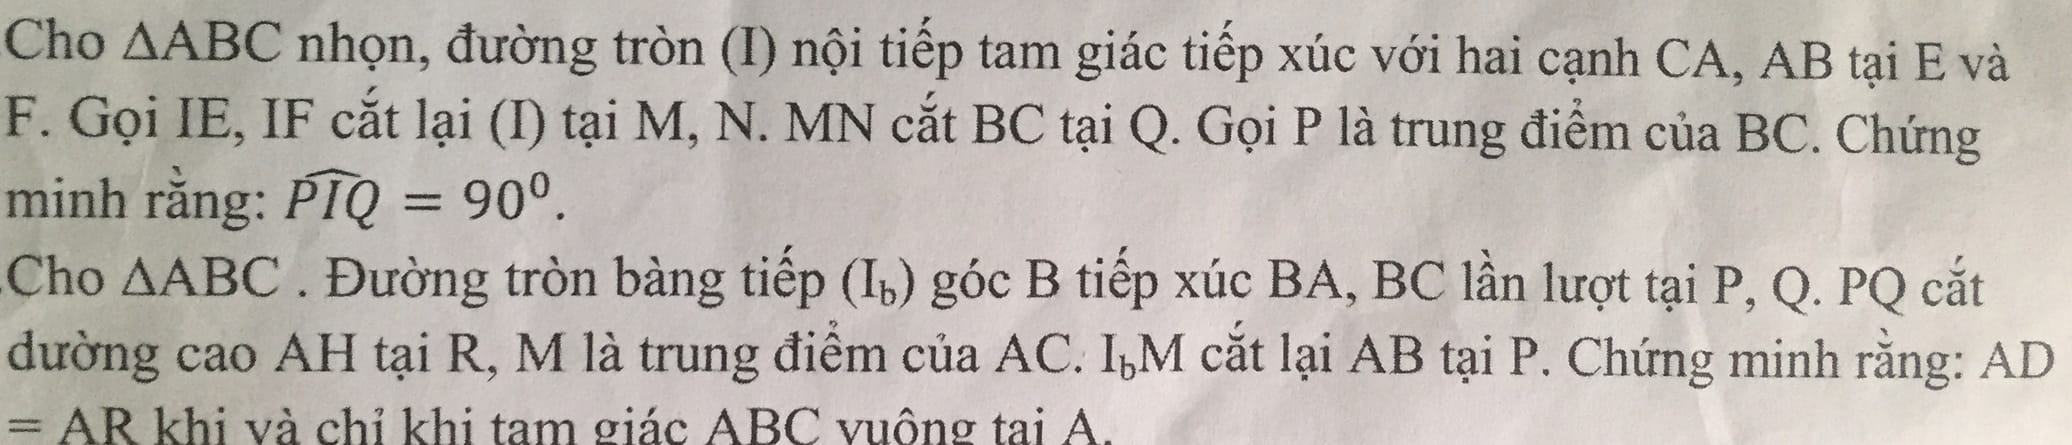 Cho ΔABC nhọn, đường tròn (I) nội tiếp tam giác tiếp xúc với hai cạnh CA, AB tại E và
F. Gọi IE, IF cắt lại (I) tại M, N. MN cắt BC tại Q. Gọi P là trung điểm của BC. Chứng
minh rằng: $\widehat{PIQ} = 90^0$.
Cho ΔABC . Đường tròn bàng tiếp (I_b) góc B tiếp xúc BA, BC lần lượt tại P, Q. PQ cắt
đường cao AH tại R, M là trung điểm của AC. I_bM cắt lại AB tại P. Chứng minh rằng: AD
= AR khi và chỉ khi tam giác ABC vuông tại A.